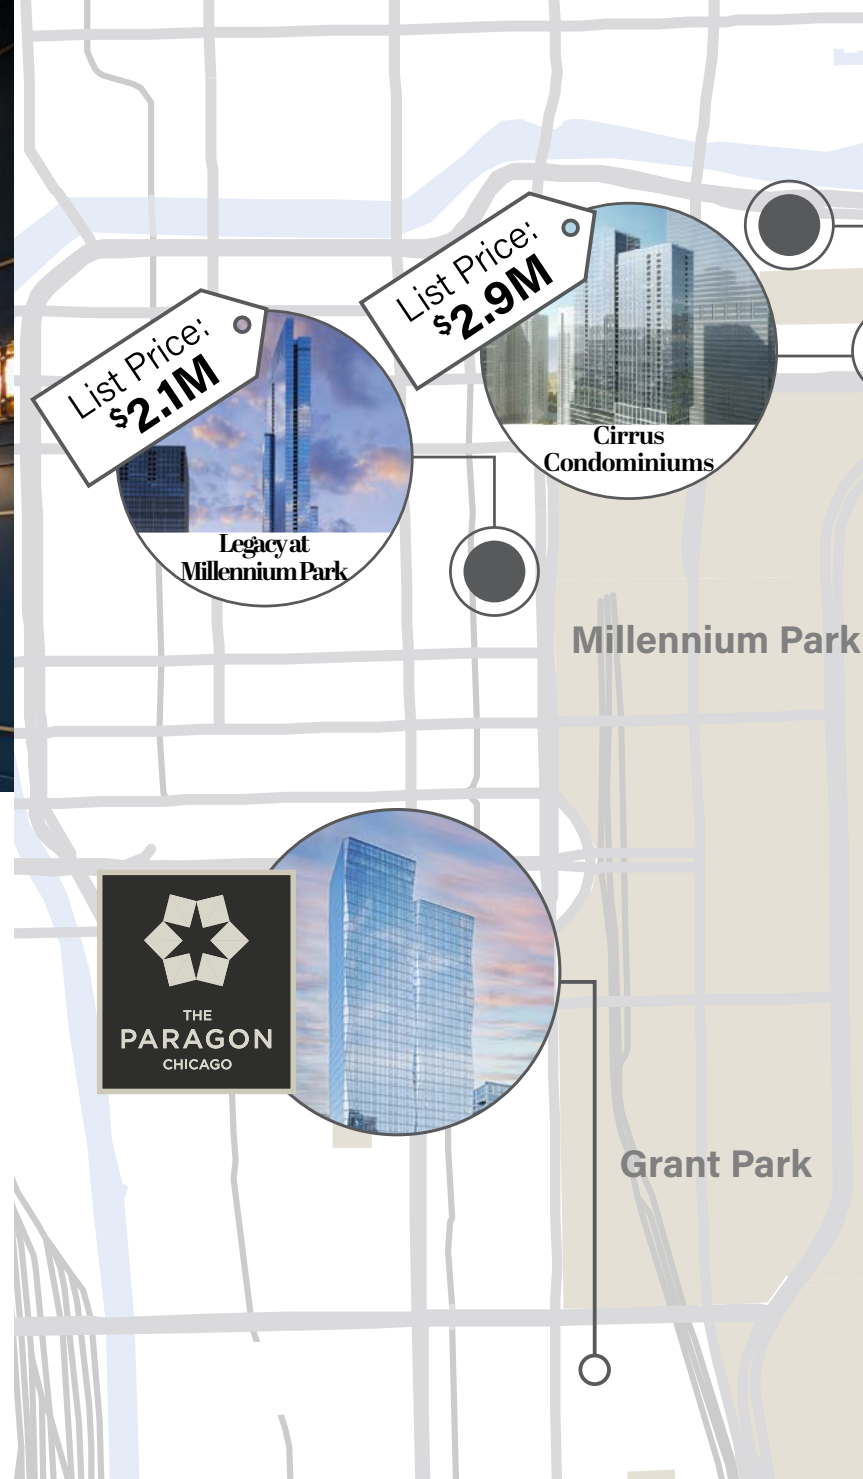 List Price:
$2.9M
Cirrus
Condominiums
List Price:
$2.1M
Legacy at
Millennium Park
Millennium Park
THE
PARAGON
CHICAGO
Grant Park